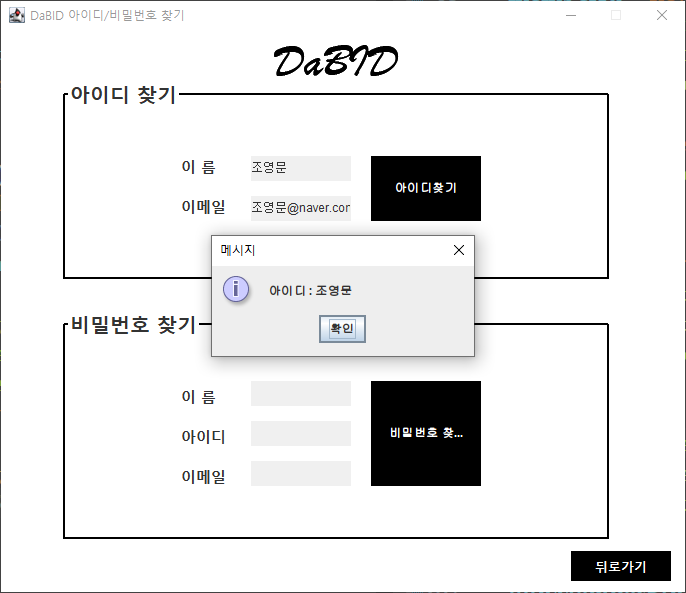 DaBID 아이디/비밀번호 찾기
DaBID
아이디 찾기
이 름 조영문
아이디찾기
이메일 조영문@naver.cor
메시지
아이디 : 조영문
확인
비밀번호 찾기
이 름
아이디
비밀번호 찾...
이메일
뒤로가기